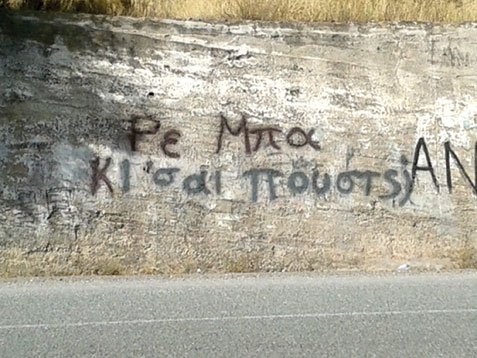 Ρε Μπα
κι 'σαι πουστς; ΑΝ